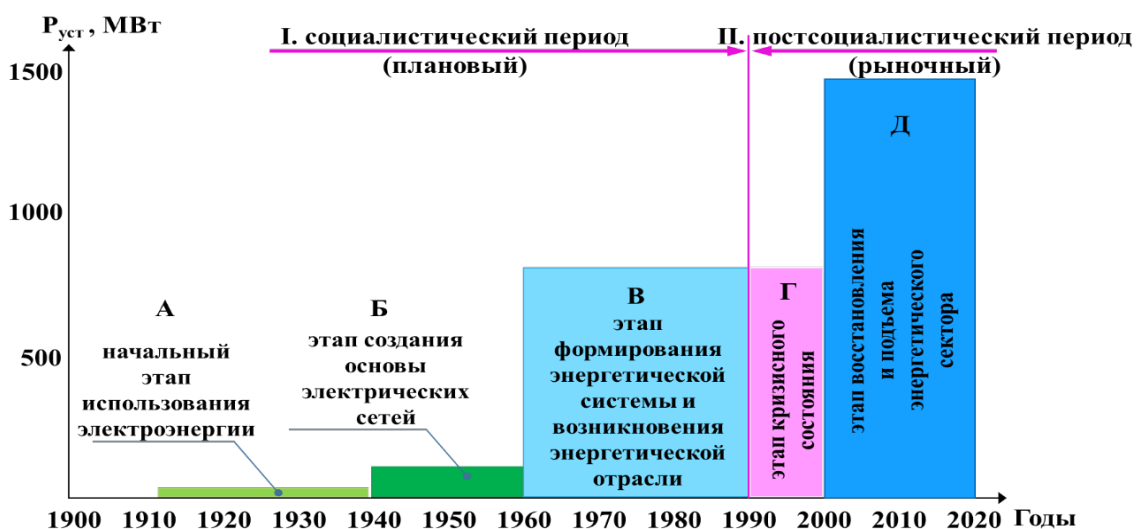 Руст , МВт
I. социалистический период
(плановый)
II. постсоциалистический период
(рыночный)
1500
1000
500
А
начальный
этап
использования
электроэнергии
Б
этап создания
основы
электрических
сетей
В
этап
формирования
энергетической
системы и
возникновения
энергетической
отрасли
Г
этап кризисного
состояния
Д
этап восстановления
и подъема
энергетического
сектора
1900 1910 1920 1930 1940 1950 1960 1970 1980 1990 2000 2010 2020 Годы